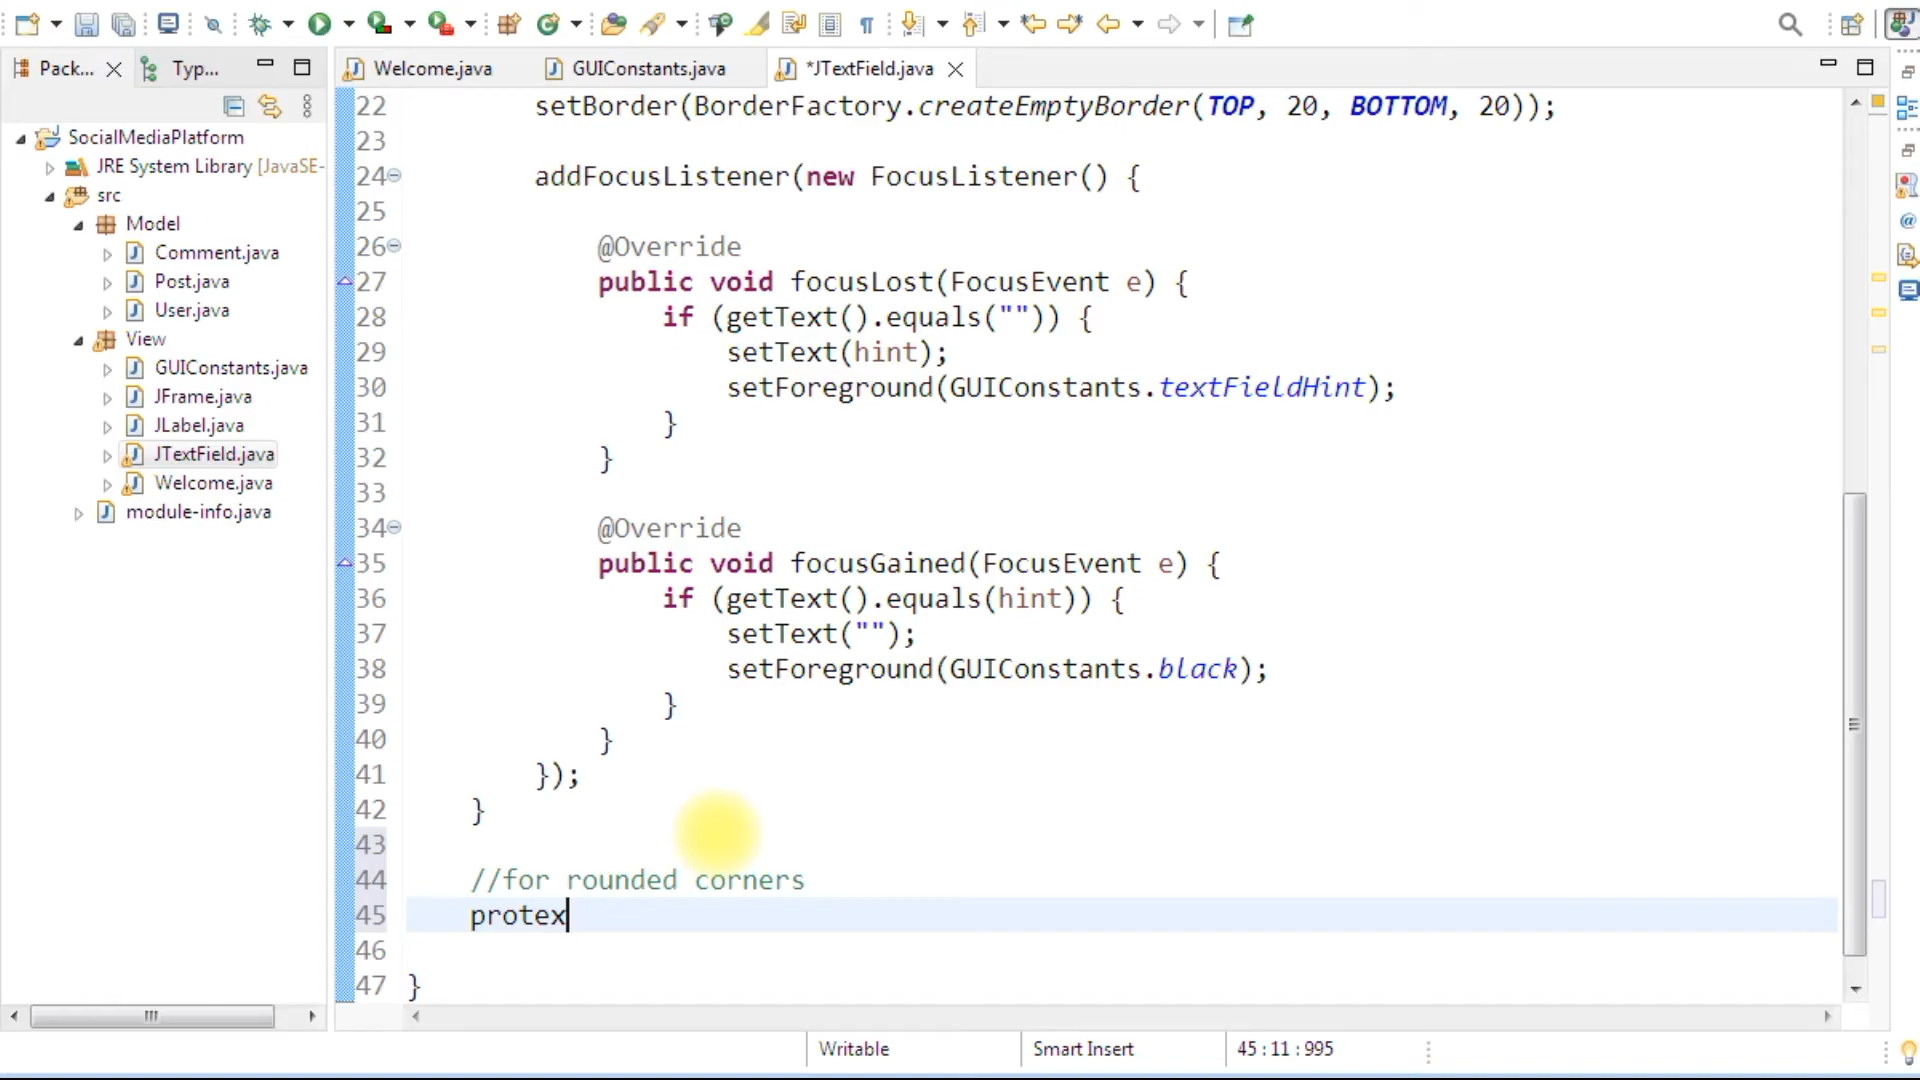 Pack...
Typ...
SocialMediaPlatform
JRE System Library [JavaSE-
src
Model
Comment.java
Post.java
User.java
View
GUIConstants.java
JFrame.java
JLabel.java
JTextField.java
Welcome.java
module-info.java
Welcome.java
GUIConstants.java
*JTextField.java
22 setBorder(BorderFactory.createEmptyBorder(TOP, 20, BOTTOM, 20));
23
24 addFocusListener(new FocusListener() {
25
26 @Override
27 public void focusLost(FocusEvent e) {
28 if (getText().equals("")) {
29 setText(hint);
30 setForeground(GUIConstants.textFieldHint);
31 }
32 }
33
34 @Override
35 public void focusGained(FocusEvent e) {
36 if (getText().equals(hint)) {
37 setText("");
38 setForeground(GUIConstants.black);
39 }
40 }
41 });
42 }
43
44 //for rounded corners
45 protex
46
47 }
Writable
Smart Insert
45 : 11 : 995